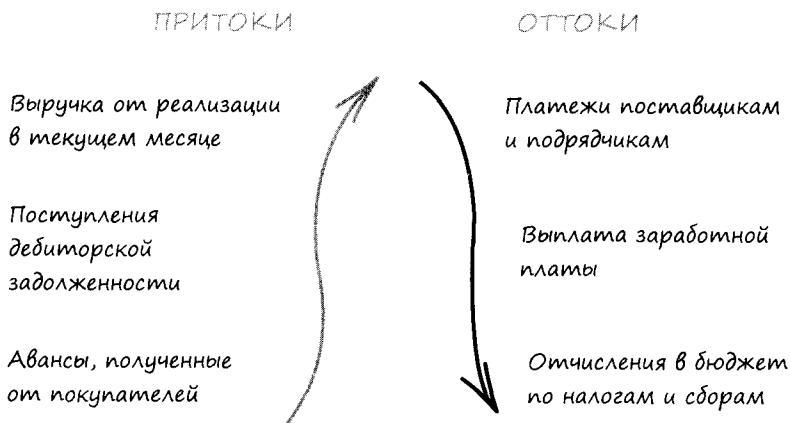 ПРИТОКИ
Выручка от реализации
в текущем месяце
Поступления
дебиторской
задолженности
Авансы, полученные
от покупателей
ОТТОКИ
Платежи поставщикам
и подрядчикам
Выплата заработной
платы
Отчисления в бюджет
по налогам и сборам